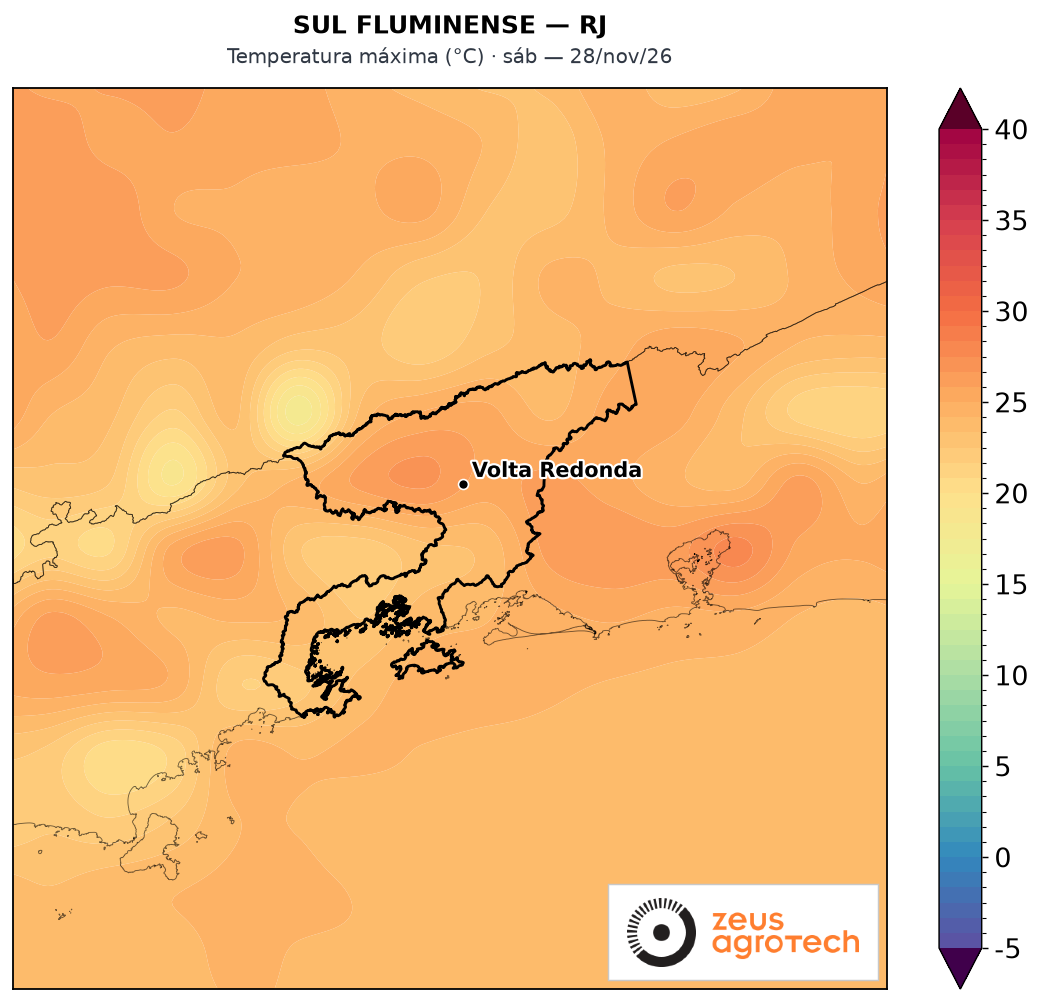 SUL FLUMINENSE — RJ
Temperatura máxima (°C) · sáb — 28/nov/26
40
35
30
25
20
15
10
5
0
-5
Volta Redonda
zeus
agrotech